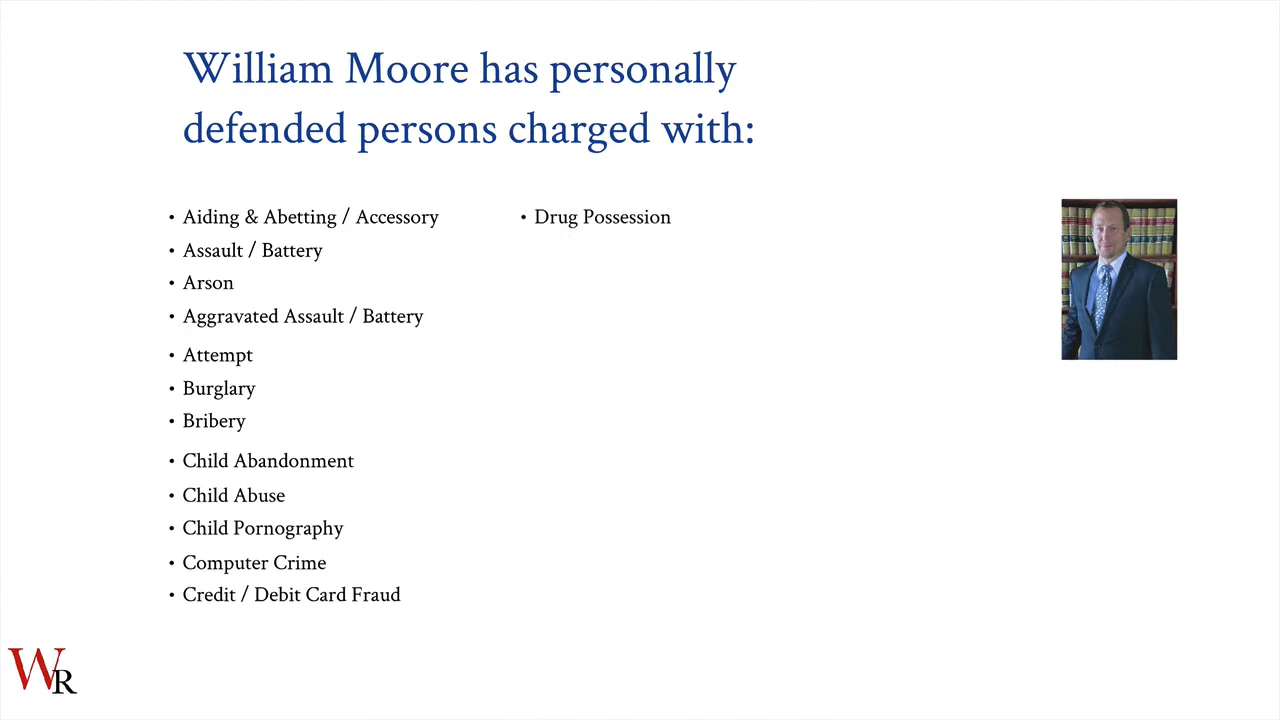 William Moore has personally
defended persons charged with:
• Aiding & Abetting / Accessory
• Assault / Battery
• Arson
• Aggravated Assault / Battery
• Attempt
• Burglary
• Bribery
• Child Abandonment
• Child Abuse
• Child Pornography
• Computer Crime
• Credit / Debit Card Fraud
• Drug Possession
WR